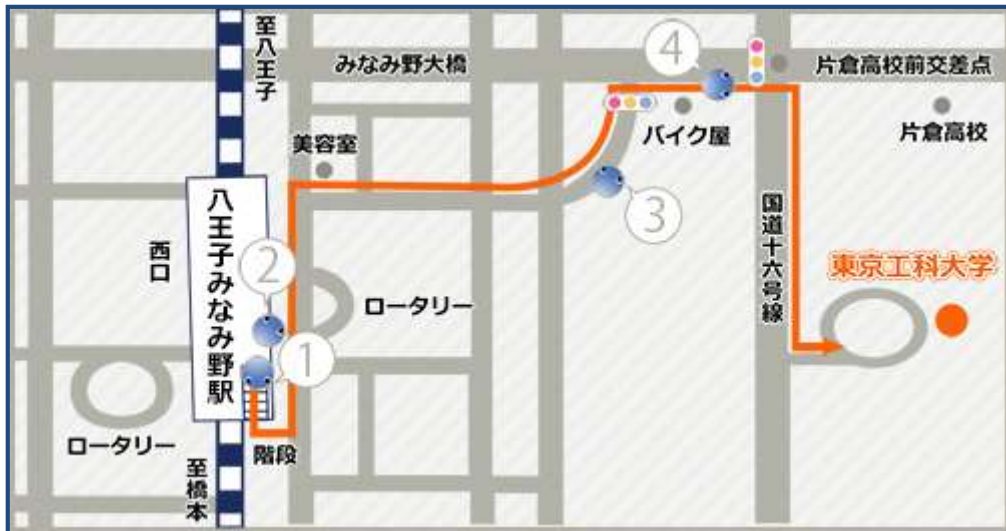 至八王子
みなみ野大橋
4
片倉高校前交差点
美容室
バイク屋
片倉高校
3
八王子みなみ野駅
西口
2
ロータリー
国道十六号線
東京工科大学
1
ロータリー
階段
至橋本